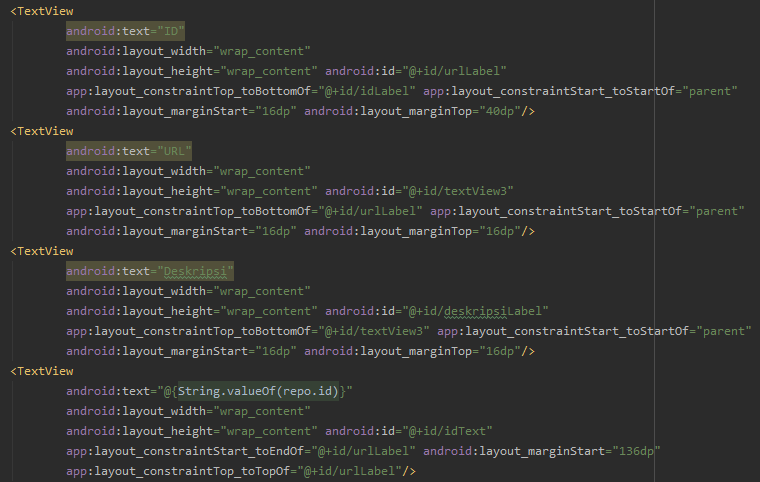 <TextView
android:text="ID"
android:layout_width="wrap_content"
android:layout_height="wrap_content" android:id="@+id/urlLabel"
app:layout_constraintTop_toBottomOf="@+id/idLabel" app:layout_constraintStart_toStartOf="parent"
android:layout_marginStart="16dp" android:layout_marginTop="40dp"/>
<TextView
android:text="URL"
android:layout_width="wrap_content"
android:layout_height="wrap_content" android:id="@+id/textView3"
app:layout_constraintTop_toBottomOf="@+id/urlLabel" app:layout_constraintStart_toStartOf="parent"
android:layout_marginStart="16dp" android:layout_marginTop="16dp"/>
<TextView
android:text="Deskripsi"
android:layout_width="wrap_content"
android:layout_height="wrap_content" android:id="@+id/deskripsiLabel"
app:layout_constraintTop_toBottomOf="@+id/textView3" app:layout_constraintStart_toStartOf="parent"
android:layout_marginStart="16dp" android:layout_marginTop="16dp"/>
<TextView
android:text="@{String.valueOf(repo.id)}"
android:layout_width="wrap_content"
android:layout_height="wrap_content" android:id="@+id/idText"
app:layout_constraintStart_toEndOf="@+id/urlLabel" android:layout_marginStart="136dp"
app:layout_constraintTop_toTopOf="@+id/urlLabel"/>